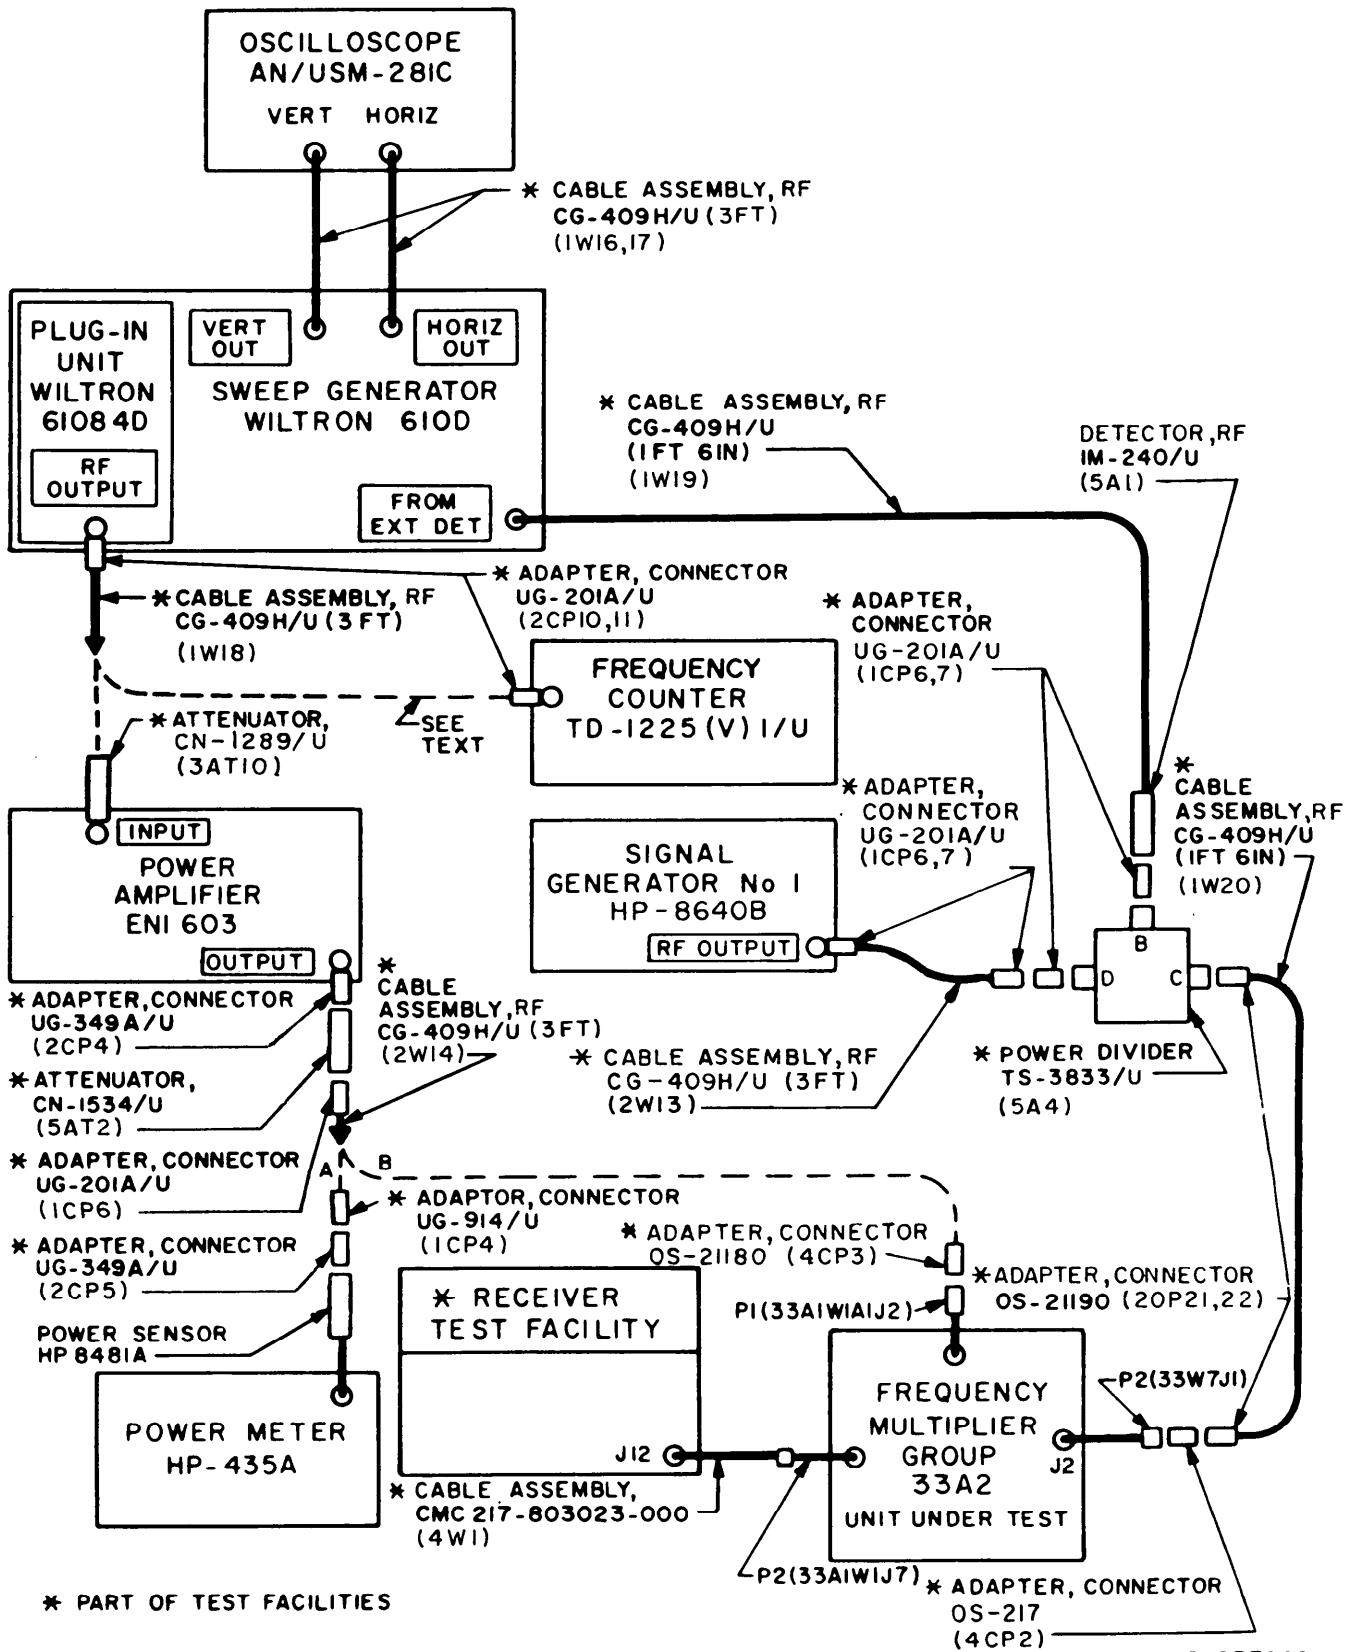 OSCILLOSCOPE
AN/USM-281C
VERT HORIZ
* CABLE ASSEMBLY, RF
CG-409H/U (3FT)
(1W16,17)
PLUG-IN
UNIT
WILTRON
61084D
RF
OUTPUT
VERT
OUT
HORIZ
OUT
SWEEP GENERATOR
WILTRON 610D
FROM
EXT DET
* CABLE ASSEMBLY, RF
CG-409H/U
(1FT 6IN)
(1W19)
DETECTOR, RF
IM-240/U
(5A1)
* ADAPTER, CONNECTOR
UG-201A/U
(2CP10,11)
* CABLE ASSEMBLY, RF
CG-409H/U (3FT)
(1W18)
* ADAPTER,
CONNECTOR
UG-201A/U
(1CP6,7)
FREQUENCY
COUNTER
TD-1225(V)1/U
SEE
TEXT
* ATTENUATOR,
CN-1289/U
(3AT10)
* ADAPTER,
CONNECTOR
UG-201A/U
(1CP6,7)
*
CABLE
ASSEMBLY, RF
CG-409H/U
(1FT 6IN)
(1W20)
INPUT
POWER
AMPLIFIER
ENI 603
OUTPUT
SIGNAL
GENERATOR No 1
HP-8640B
RF OUTPUT
B
D C
* ADAPTER, CONNECTOR
UG-349A/U
(2CP4)
*
CABLE
ASSEMBLY, RF
CG-409H/U (3FT)
(2W14)
* CABLE ASSEMBLY, RF
CG-409H/U (3FT)
(2W13)
* POWER DIVIDER
TS-3833/U
(5A4)
* ATTENUATOR,
CN-1534/U
(5AT2)
* ADAPTER, CONNECTOR
UG-201A/U
(1CP6)
A B
* ADAPTOR, CONNECTOR
UG-914/U
(1CP4)
* ADAPTER, CONNECTOR
OS-21180 (4CP3)
* ADAPTER, CONNECTOR
UG-349A/U
(2CP5)
* ADAPTER, CONNECTOR
OS-21190 (20P21,22)
P1(33A1W1A1J2)
POWER SENSOR
HP 8481A
* RECEIVER
TEST FACILITY
J12
POWER METER
HP-435A
FREQUENCY
MULTIPLIER
GROUP
33A2
UNIT UNDER TEST
J2
P2(33W7J1)
* CABLE ASSEMBLY,
CMC 217-803023-000
(4W1)
P2(33A1W1J7)
* ADAPTER, CONNECTOR
OS-217
(4CP2)
* PART OF TEST FACILITIES